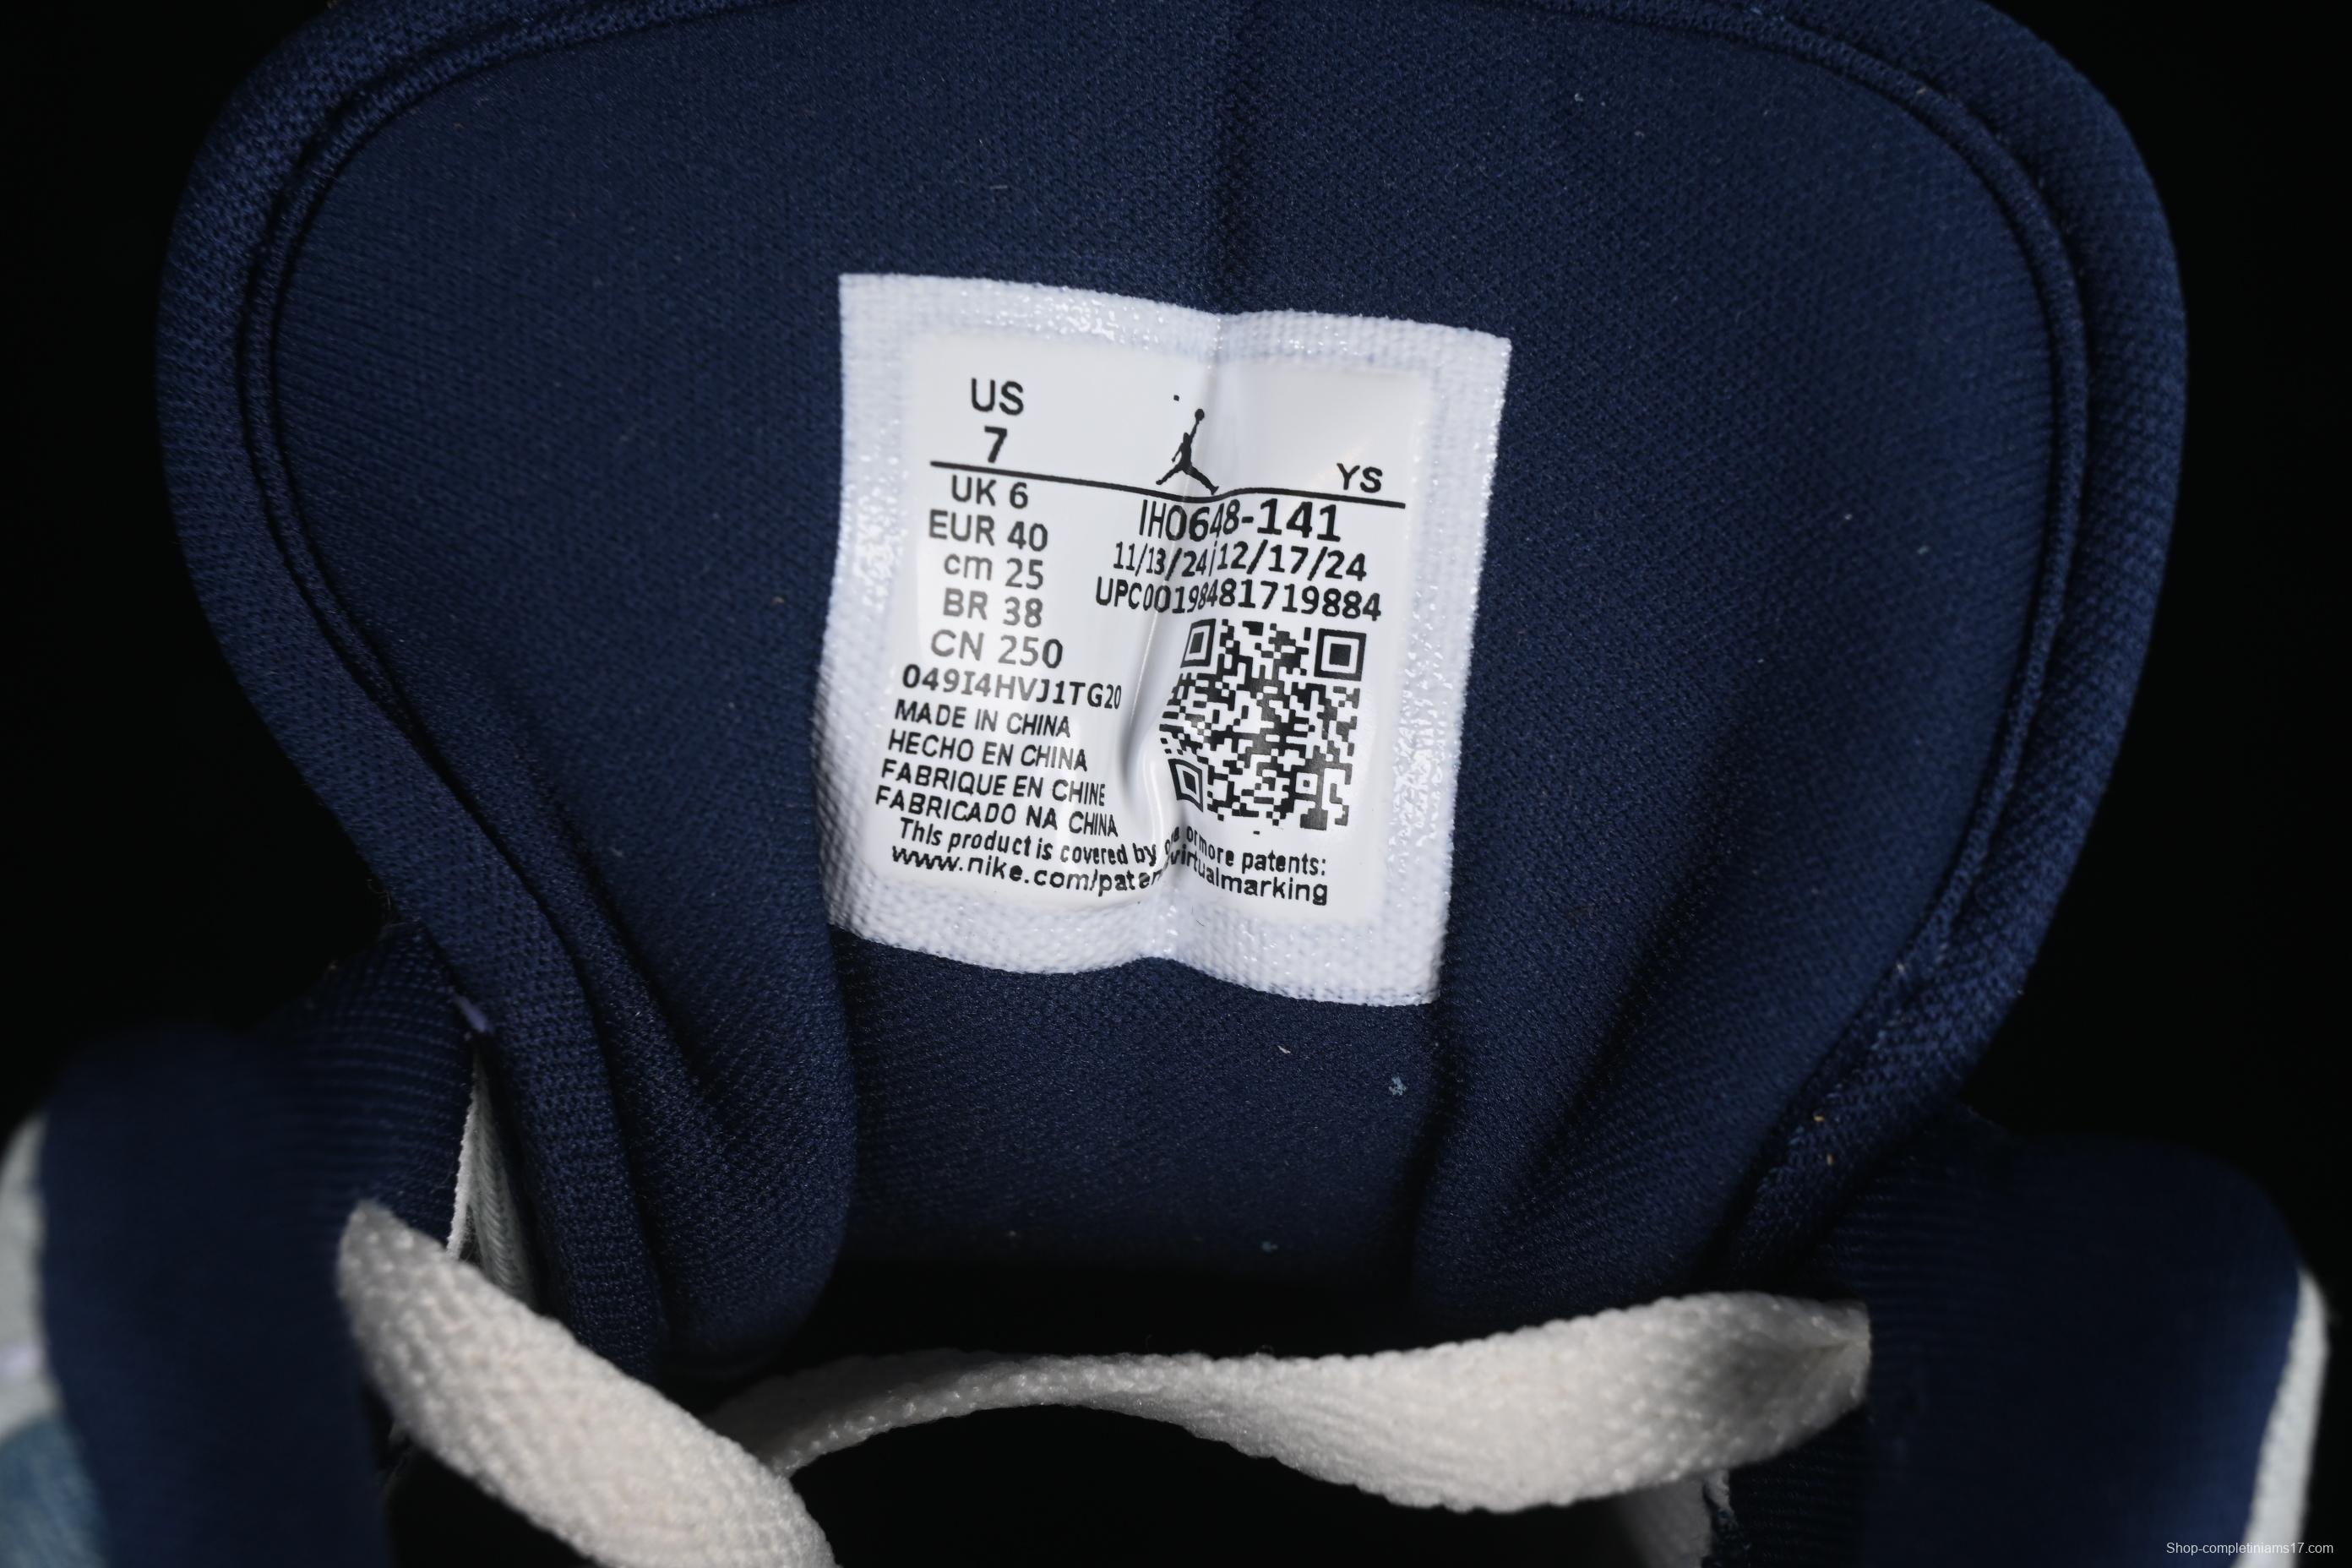 US
7
YS
UK 6
EUR 40
cm 25
BR 38
CN 250
049I4HVJ1TG20
MADE IN CHINA
HECHO EN CHINA
FABRIQUE EN CHINE
FABRICADO NA CHINA
IH0648-141
11/13/24 12/17/24
UPC00198481719884
This product is covered by one or more patents:
www.nike.com/patentvirtualmarking
Shop-completiniams17.com